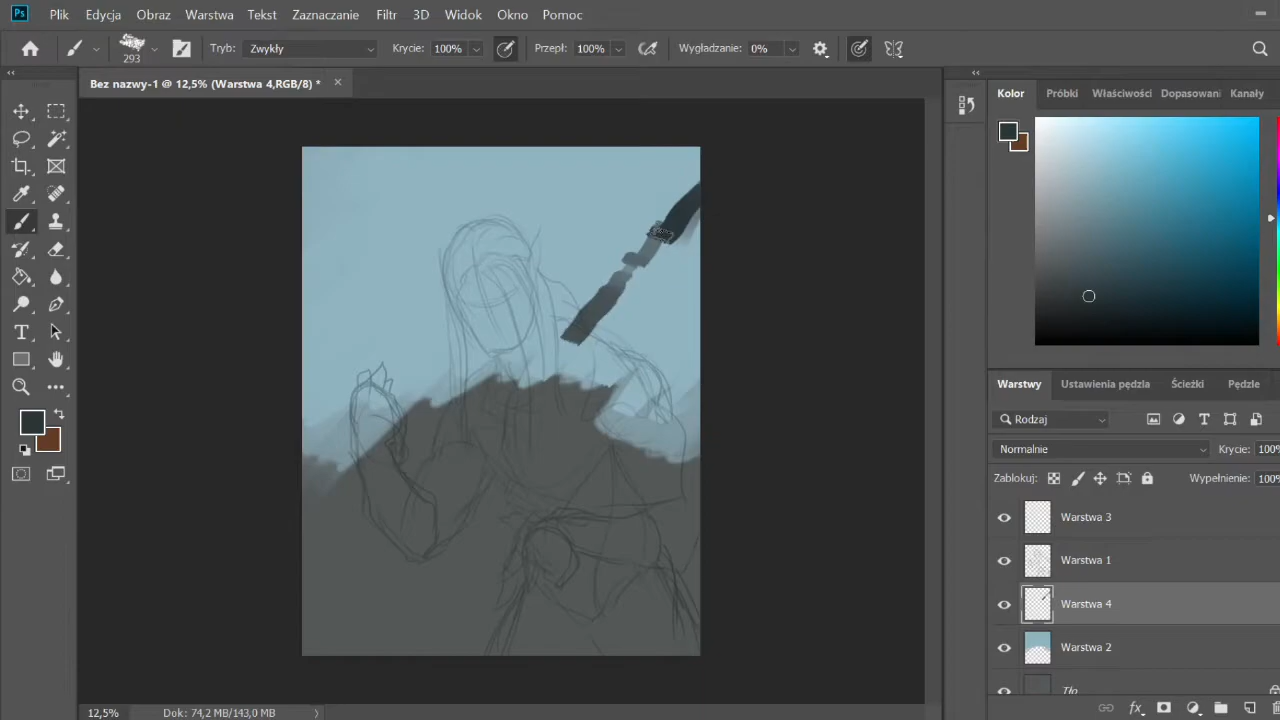 Ps Plik Edycja Obraz Warstwa Tekst Zaznaczanie Filtr 3D Widok Okno Pomoc
293 Tryb: Zwykły Krycie: 100% Przepł: 100% Wygładzanie: 0%
Bez nazwy-1 @ 12,5% (Warstwa 4,RGB/8) * ×
Kolor Próbki Właściwości Dopasowani Kanały
Warstwy Ustawienia pędzla Ścieżki Pędzle
Rodzaj
Normalnie Krycie: 100%
Zablokuj: Wypełnienie: 100%
Warstwa 3
Warstwa 1
Warstwa 4
Warstwa 2
Tło
12,5% Dok: 74,2 MB/143,0 MB